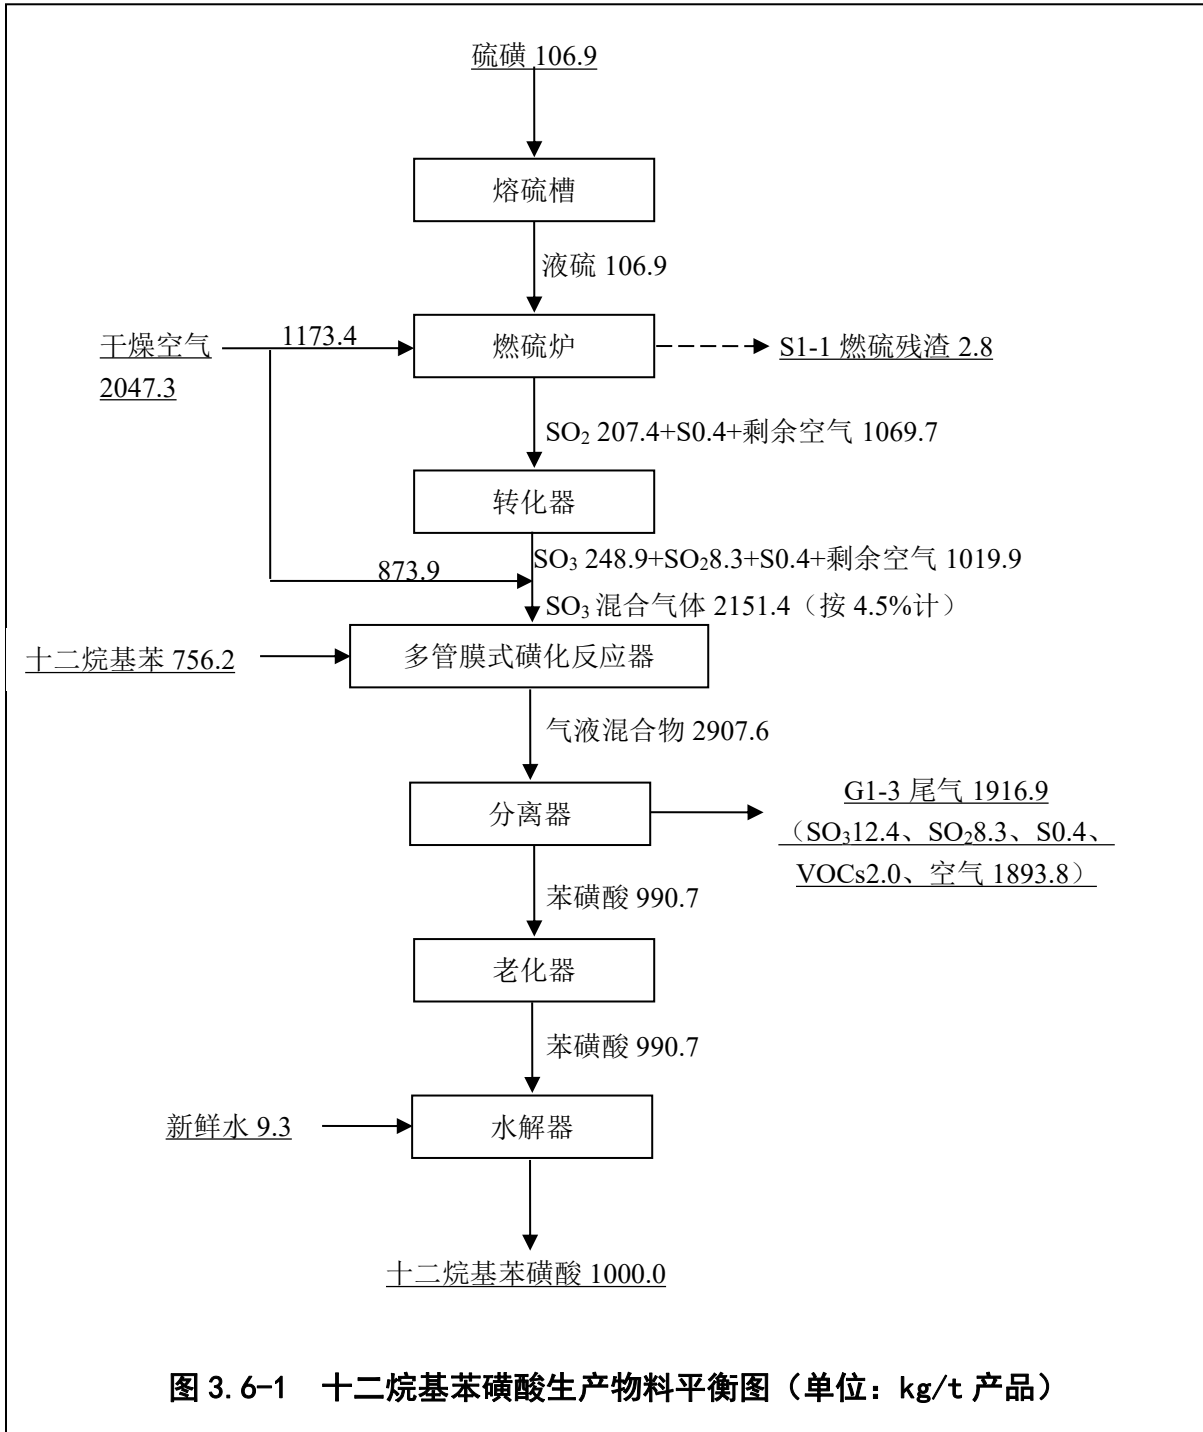 硫磺 106.9
熔硫槽
液硫 106.9
干燥空气
2047.3
1173.4
燃硫炉
S1-1 燃硫残渣 2.8
SO₂ 207.4+S0.4+剩余空气 1069.7
转化器
SO₃ 248.9+SO₂8.3+S0.4+剩余空气 1019.9
873.9
SO₃ 混合气体 2151.4（按 4.5%计）
十二烷基苯 756.2
多管膜式磺化反应器
气液混合物 2907.6
分离器
G1-3 尾气 1916.9
（SO₃12.4、SO₂8.3、S0.4、
VOCs2.0、空气 1893.8）
苯磺酸 990.7
老化器
苯磺酸 990.7
新鲜水 9.3
水解器
十二烷基苯磺酸 1000.0
图 3.6-1 十二烷基苯磺酸生产物料平衡图（单位：kg/t 产品）